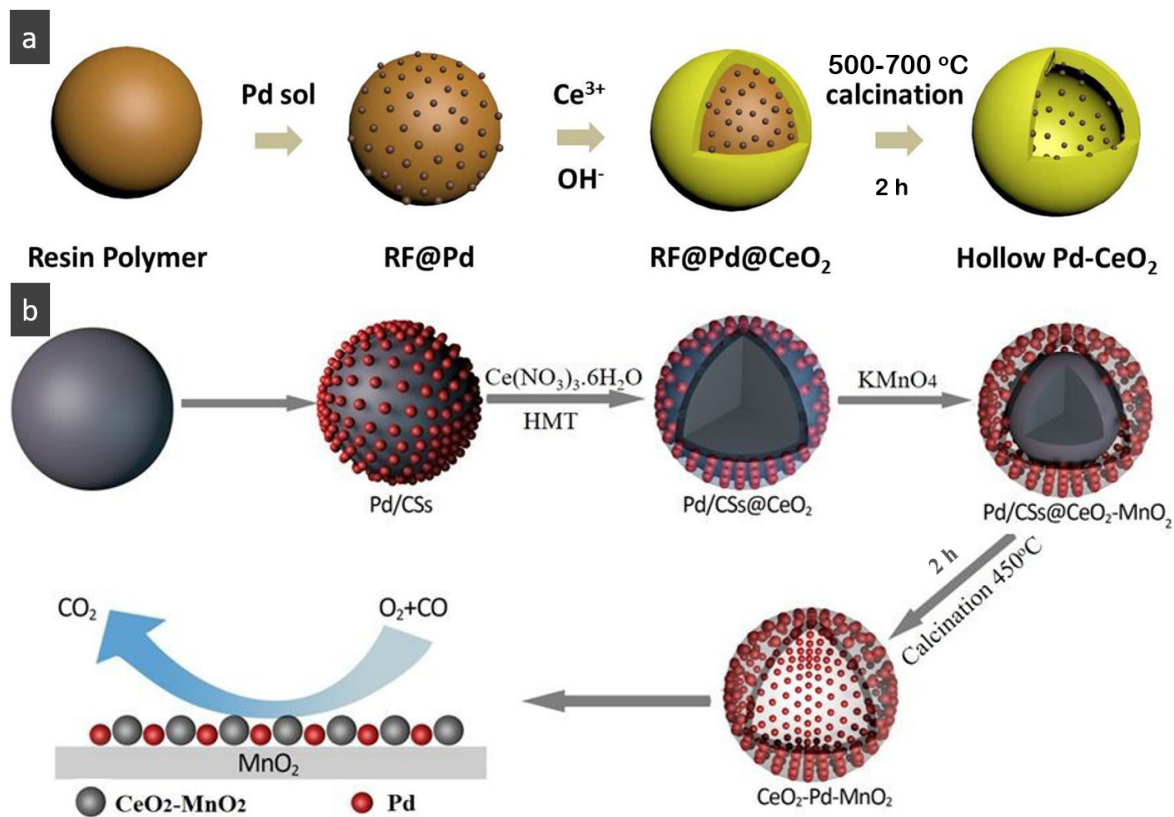 a
Pd sol
Ce³⁺
OH⁻
500-700 ᵒC
calcination
2 h
Resin Polymer
RF@Pd
RF@Pd@CeO₂
Hollow Pd-CeO₂
b
Ce(NO₃)₃.6H₂O
HMT
KMnO₄
Pd/CSs
Pd/CSs@CeO₂
Pd/CSs@CeO₂-MnO₂
2 h
Calcination 450ᵒC
CO₂
O₂+CO
MnO₂
CeO₂-MnO₂
Pd
CeO₂-Pd-MnO₂